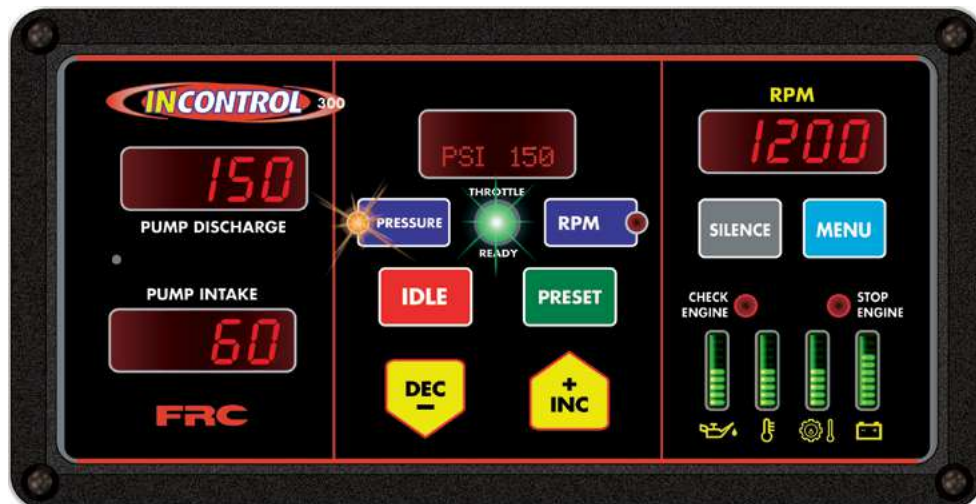 INCONTROL 300
150
PUMP DISCHARGE
PUMP INTAKE
60
FRC
PSI 150
THROTTLE
READY
PRESSURE
RPM
IDLE
PRESET
DEC
–
+
INC
RPM
1200
SILENCE
MENU
CHECK
ENGINE
STOP
ENGINE